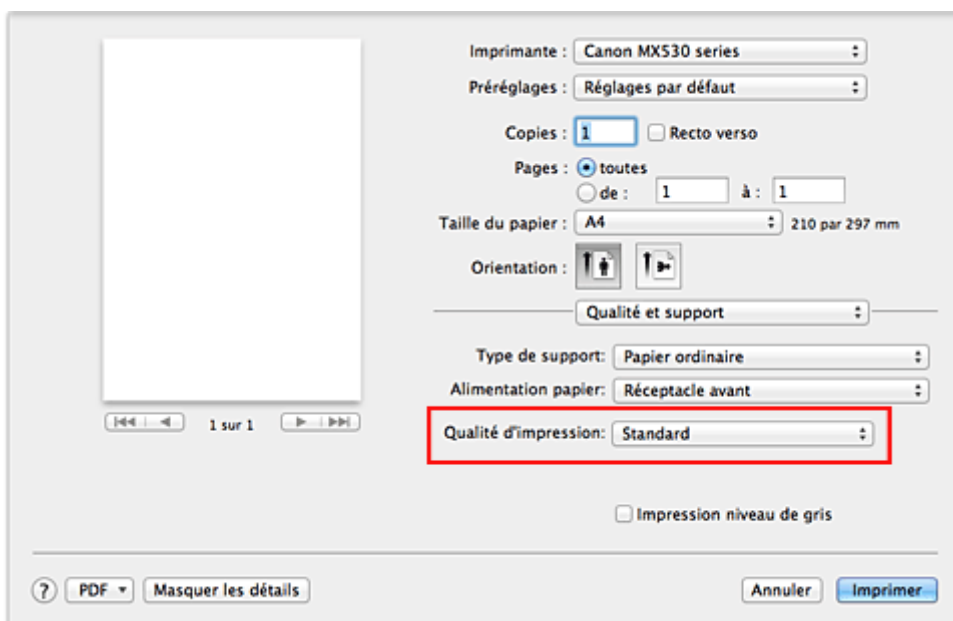 Imprimante : Canon MX530 series
Préréglages : Réglages par défaut
Copies : 1 Recto verso
Pages : toutes
de : 1 à : 1
Taille du papier : A4 210 par 297 mm
Orientation :
Qualité et support
Type de support: Papier ordinaire
Alimentation papier: Réceptacle avant
1 sur 1
Qualité d'impression: Standard
Impression niveau de gris
? PDF Masquer les détails Annuler Imprimer